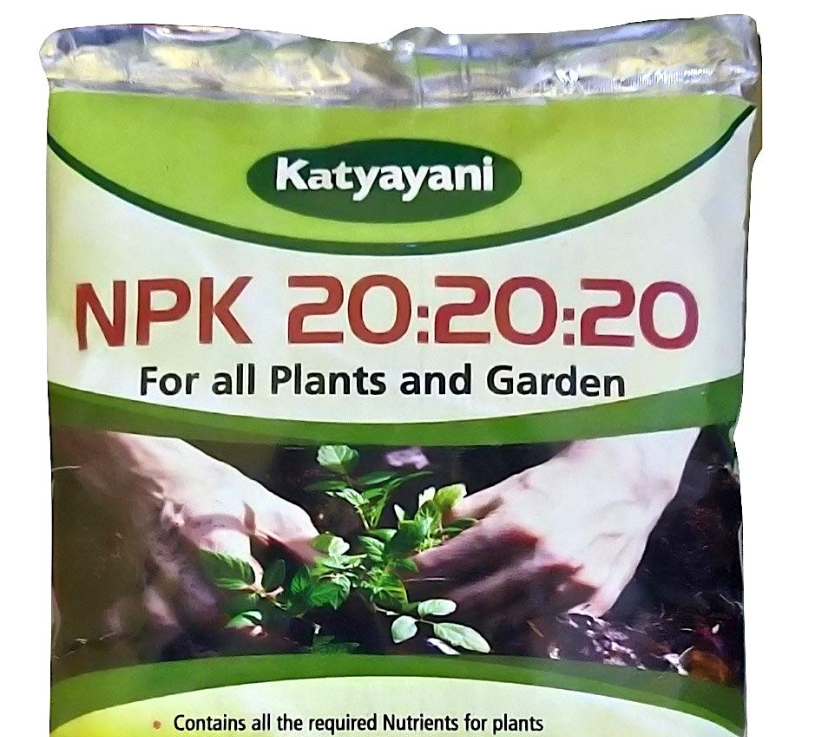 Katyayani
NPK 20:20:20
For all Plants and Garden
• Contains all the required Nutrients for plants